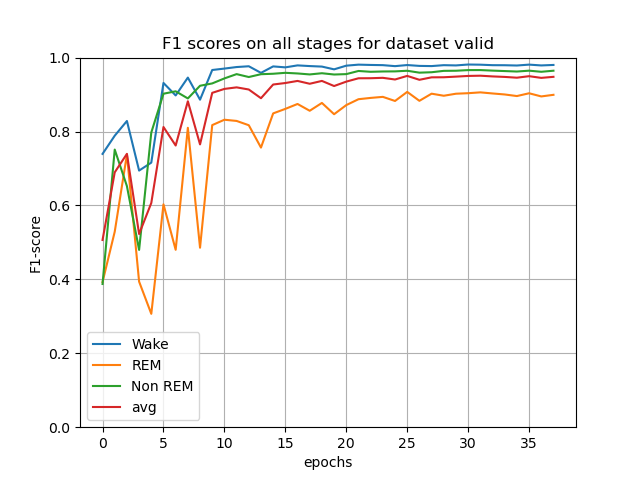 F1 scores on all stages for dataset valid
1.0
0.8
0.6
0.4
0.2
0.0
F1-score
Wake
REM
Non REM
avg
0 5 10 15 20 25 30 35
epochs